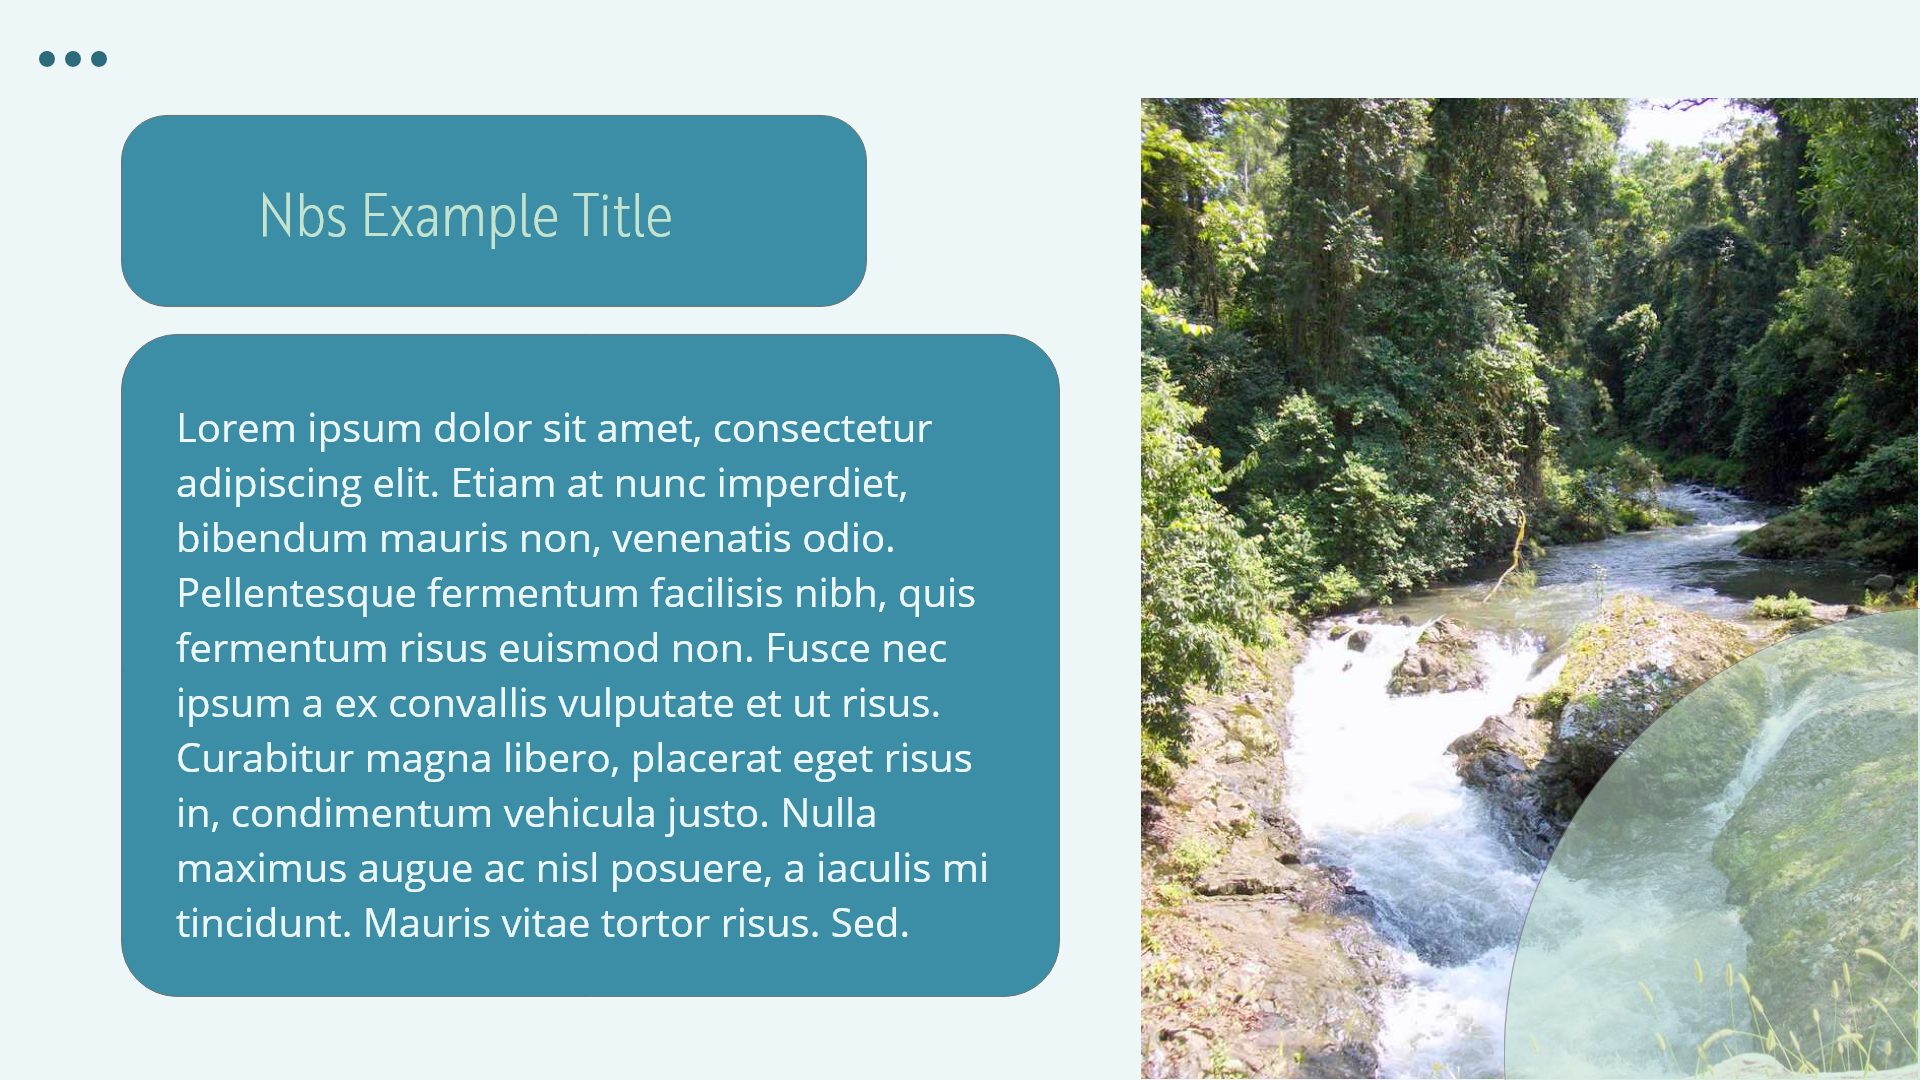 Nbs Example Title
Lorem ipsum dolor sit amet, consectetur
adipiscing elit. Etiam at nunc imperdiet,
bibendum mauris non, venenatis odio.
Pellentesque fermentum facilisis nibh, quis
fermentum risus euismod non. Fusce nec
ipsum a ex convallis vulputate et ut risus.
Curabitur magna libero, placerat eget risus
in, condimentum vehicula justo. Nulla
maximus augue ac nisl posuere, a iaculis mi
tincidunt. Mauris vitae tortor risus. Sed.